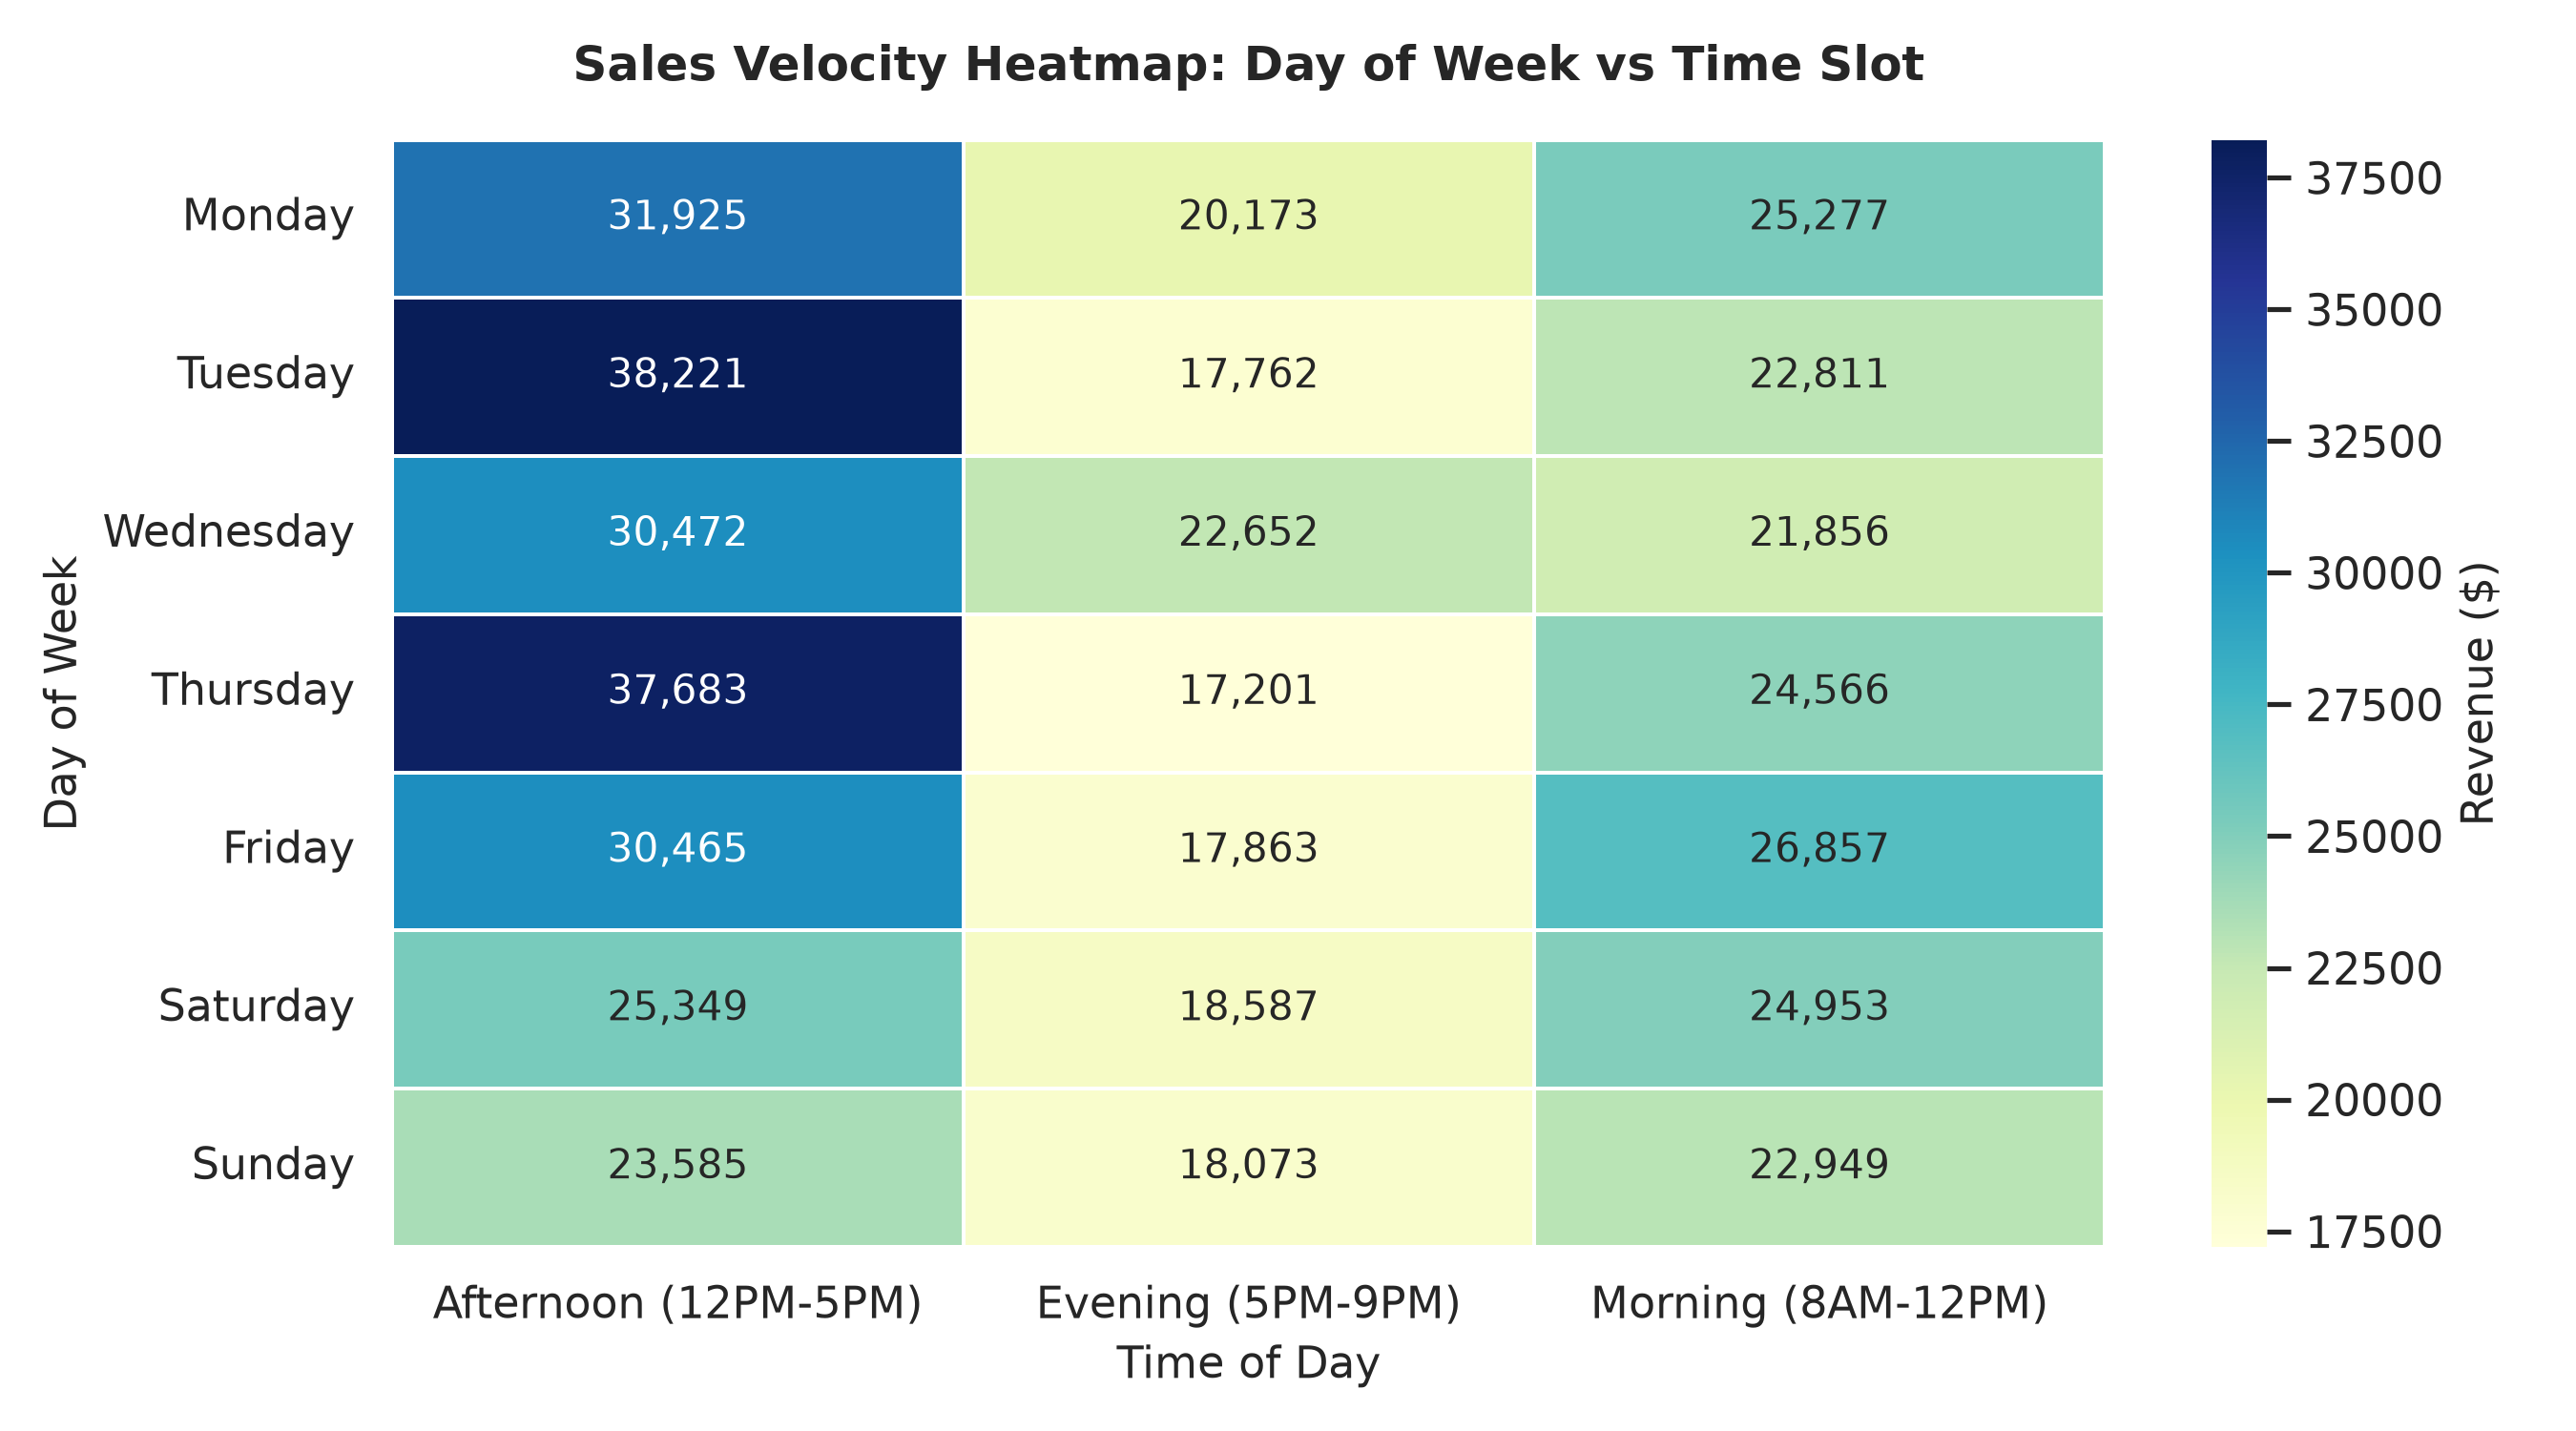 Sales Velocity Heatmap: Day of Week vs Time Slot
Day of Week
Monday 31,925 20,173 25,277
Tuesday 38,221 17,762 22,811
Wednesday 30,472 22,652 21,856
Thursday 37,683 17,201 24,566
Friday 30,465 17,863 26,857
Saturday 25,349 18,587 24,953
Sunday 23,585 18,073 22,949
Afternoon (12PM-5PM) Evening (5PM-9PM) Morning (8AM-12PM)
Time of Day
37500
35000
32500
30000
27500
25000
22500
20000
17500
Revenue ($)